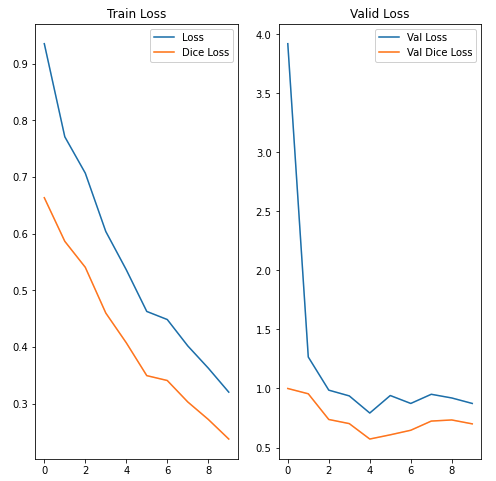 Train Loss
Loss
Dice Loss
0.9
0.8
0.7
0.6
0.5
0.4
0.3
0 2 4 6 8
Valid Loss
Val Loss
Val Dice Loss
4.0
3.5
3.0
2.5
2.0
1.5
1.0
0.5
0 2 4 6 8